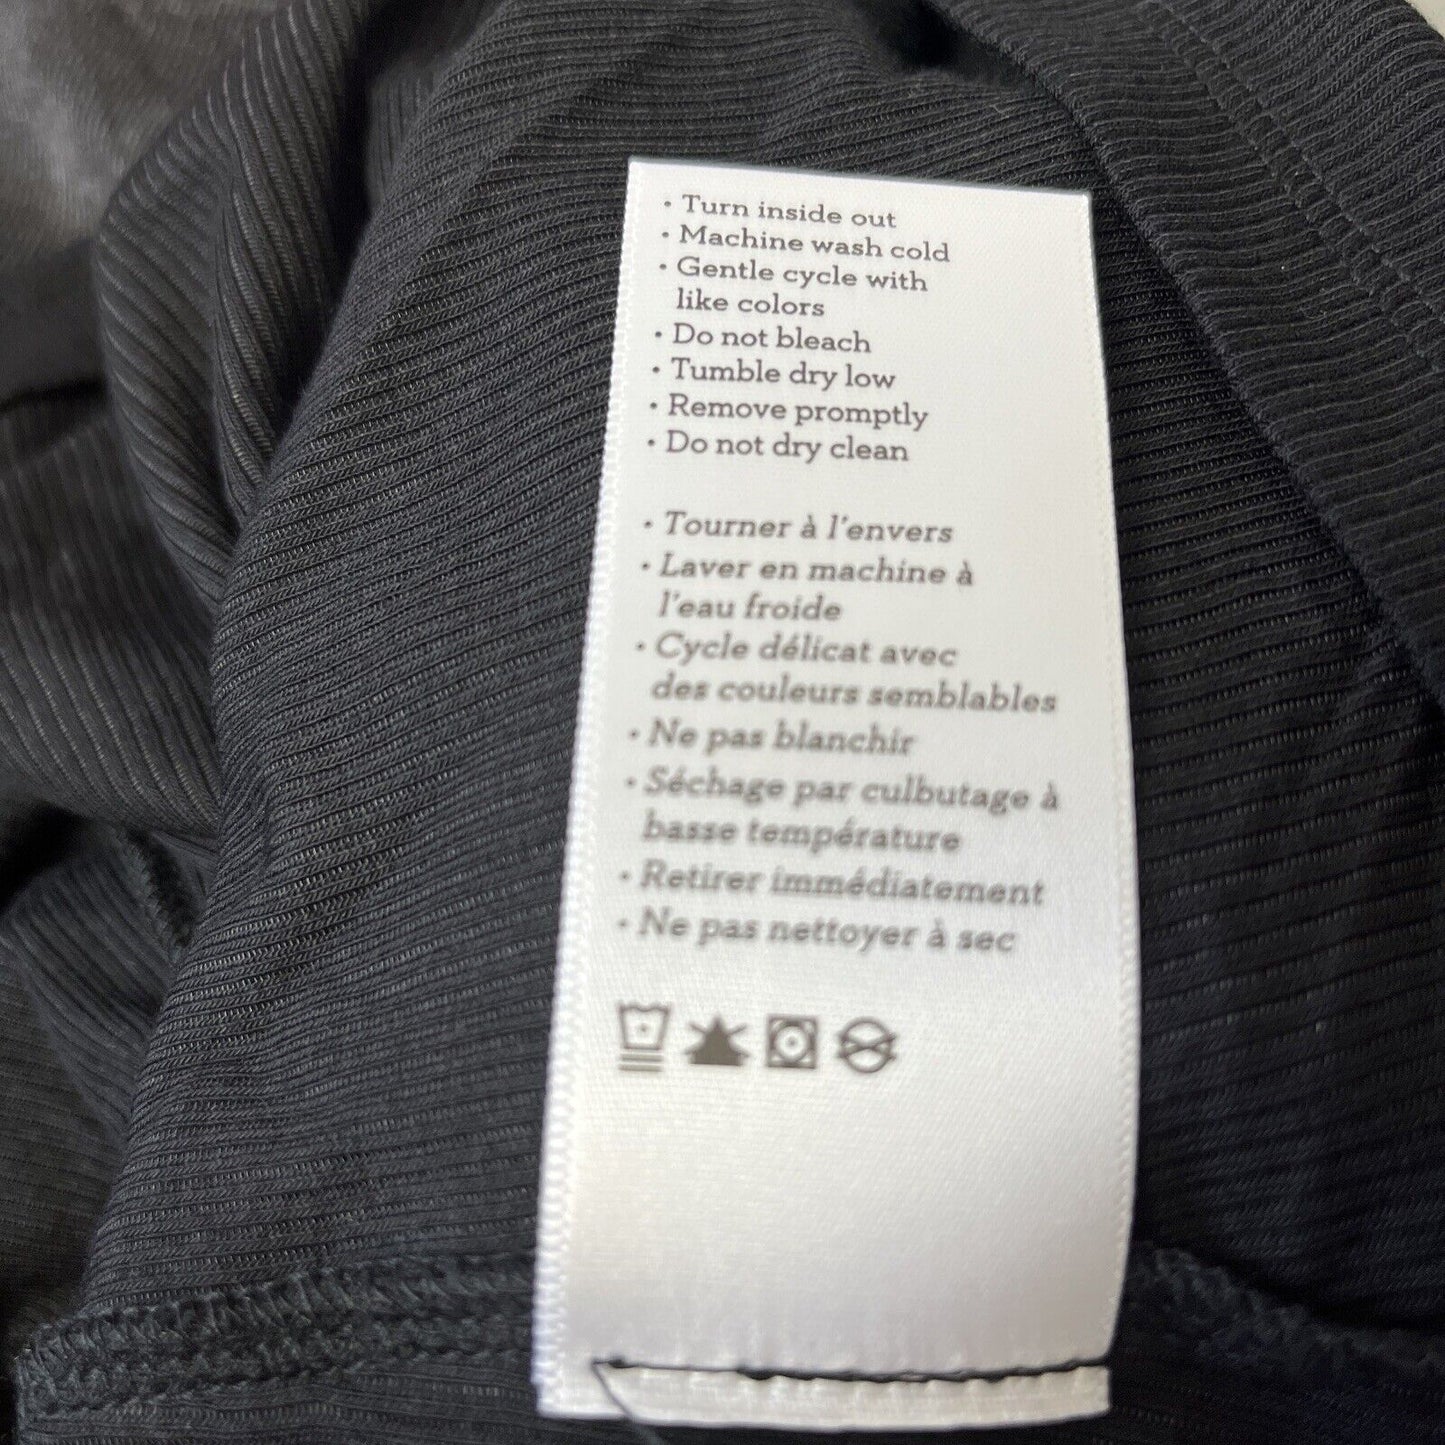 • Turn inside out
• Machine wash cold
• Gentle cycle with
like colors
• Do not bleach
• Tumble dry low
• Remove promptly
• Do not dry clean
• Tourner à l'envers
• Laver en machine à
l'eau froide
• Cycle délicat avec
des couleurs semblables
• Ne pas blanchir
• Séchage par culbutage à
basse température
• Retirer immédiatement
• Ne pas nettoyer à sec